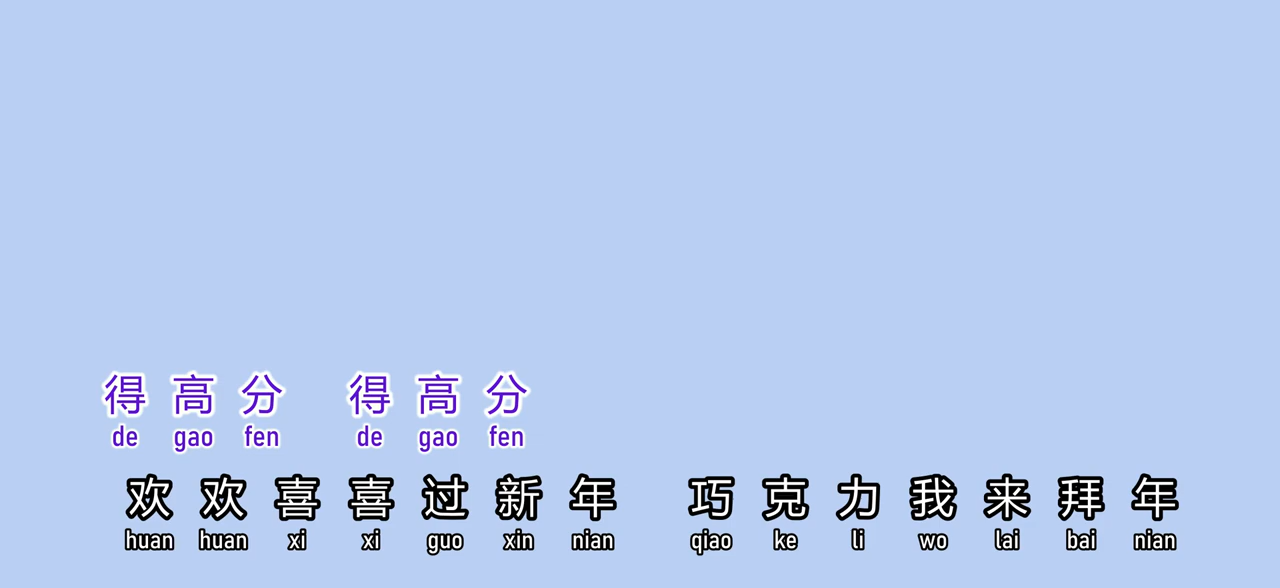 得高分 得高分
de gao fen de gao fen
欢欢喜喜过新年 巧克力我来拜年
huan huan xi xi guo xin nian qiao ke li wo lai bai nian